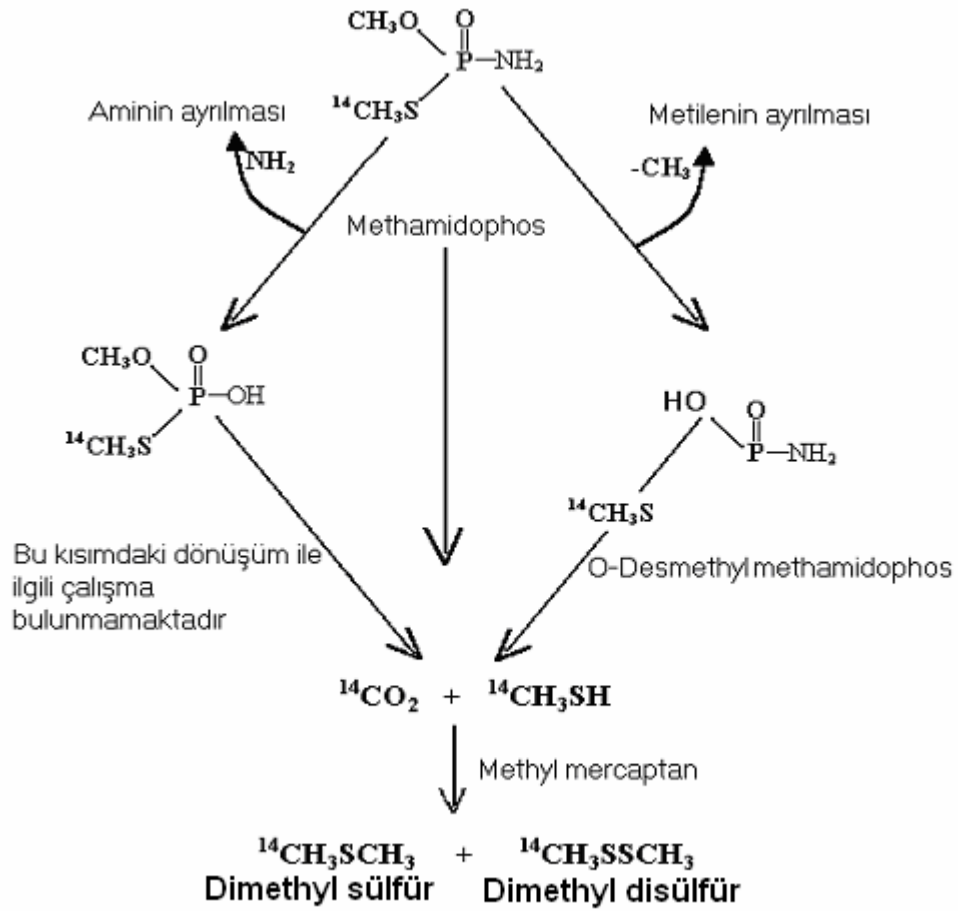 O
CH₃O
P—NH₂
¹⁴CH₃S
Aminin ayrılması
Metilenin ayrılması
NH₂
-CH₃
Methamidophos
O
CH₃O
P—OH
¹⁴CH₃S
O
HO
P—NH₂
¹⁴CH₃S
Bu kısımdaki dönüşüm ile
ilgili çalışma
bulunmamaktadır
O-Desmethyl methamidophos
¹⁴CO₂ + ¹⁴CH₃SH
Methyl mercaptan
¹⁴CH₃SCH₃ + ¹⁴CH₃SSCH₃
Dimethyl sülfür Dimethyl disülfür